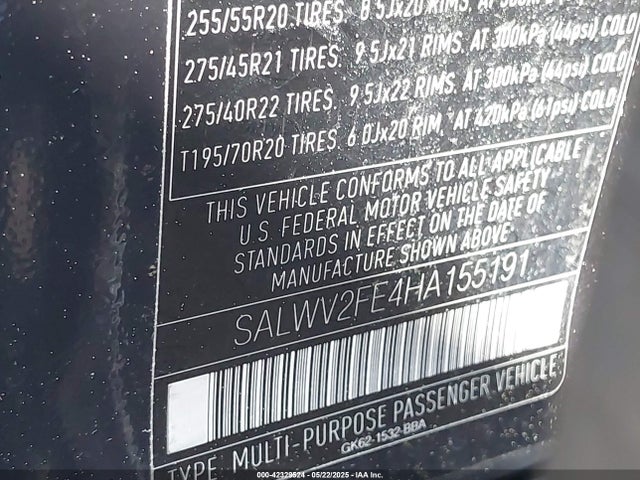 255/55R20 TIRES. 8.5Jx20 RIMS. AT
275/45R21 TIRES. 9.5Jx21 RIMS. AT 300kPa (44psi) COLD
275/40R22 TIRES. 9.5Jx22 RIMS. AT 300kPa (44psi) COLD
T195/70R20 TIRES. 6.0Jx20 RIM. AT 420kPa (61psi) COLD
THIS VEHICLE CONFORMS TO ALL APPLICABLE
U.S. FEDERAL MOTOR VEHICLE SAFETY
STANDARDS IN EFFECT ON THE DATE OF
MANUFACTURE SHOWN ABOVE
SALWV2FE4HA155191
TYPE MULTI-PURPOSE PASSENGER VEHICLE
GK62-1532-BBA
000-42329524 - 05/22/2025 - IAA Inc.